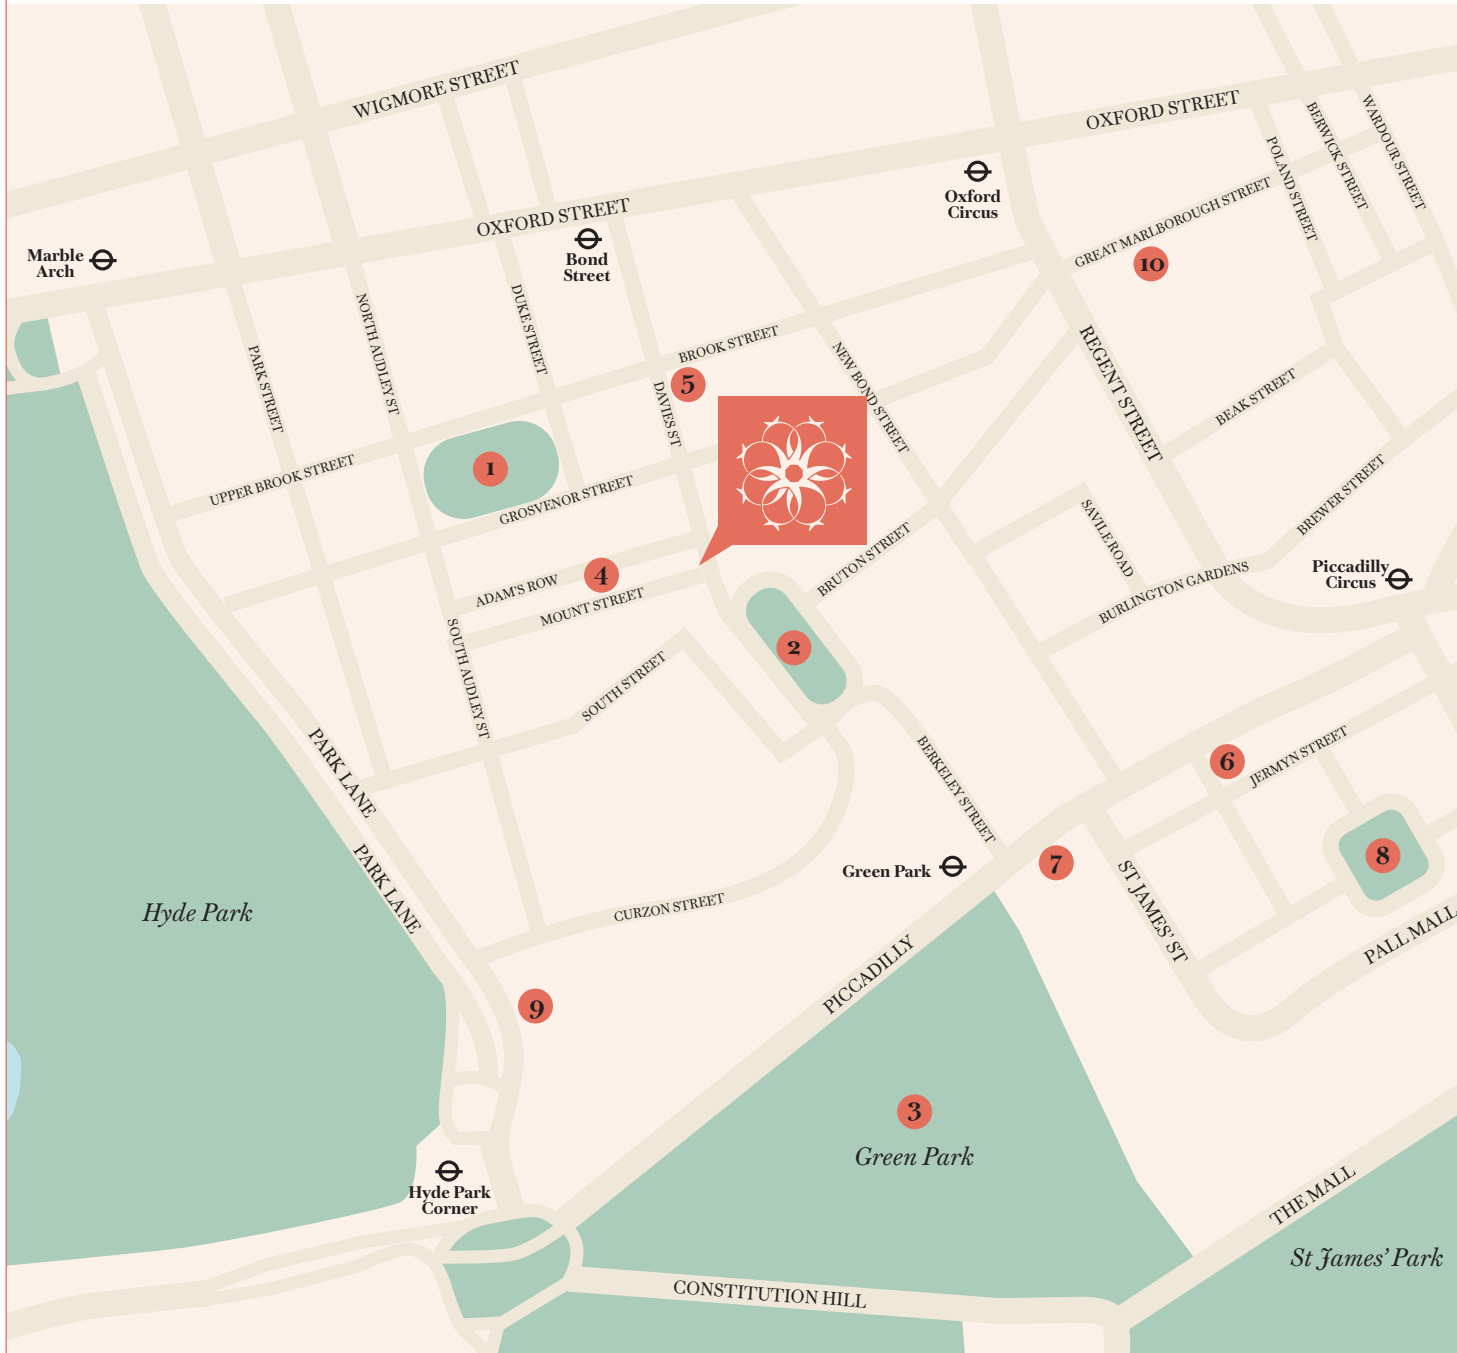 WIGMORE STREET
OXFORD STREET
WARDOUR STREET
BERWICK STREET
POLAND STREET
Oxford
Circus
GREAT MARLBOROUGH STREET
10
OXFORD STREET
Bond
Street
Marble
Arch
NORTH AUDLEY ST
DUKE STREET
PARK STREET
BROOK STREET
5
DAVIES ST
NEW BOND STREET
REGENT STREET
BEAK STREET
UPPER BROOK STREET
1
GROSVENOR STREET
BREWER STREET
SAVILE ROAD
BRUTON STREET
BURLINGTON GARDENS
Piccadilly
Circus
4
ADAM'S ROW
MOUNT STREET
2
SOUTH AUDLEY ST
SOUTH STREET
PARK LANE
BERKELEY STREET
6
JERMYN STREET
PARK LANE
Green Park
7
8
ST JAMES' ST
PALL MALL
Hyde Park
CURZON STREET
PICCADILLY
9
3
Green Park
Hyde Park
Corner
THE MALL
St James' Park
CONSTITUTION HILL